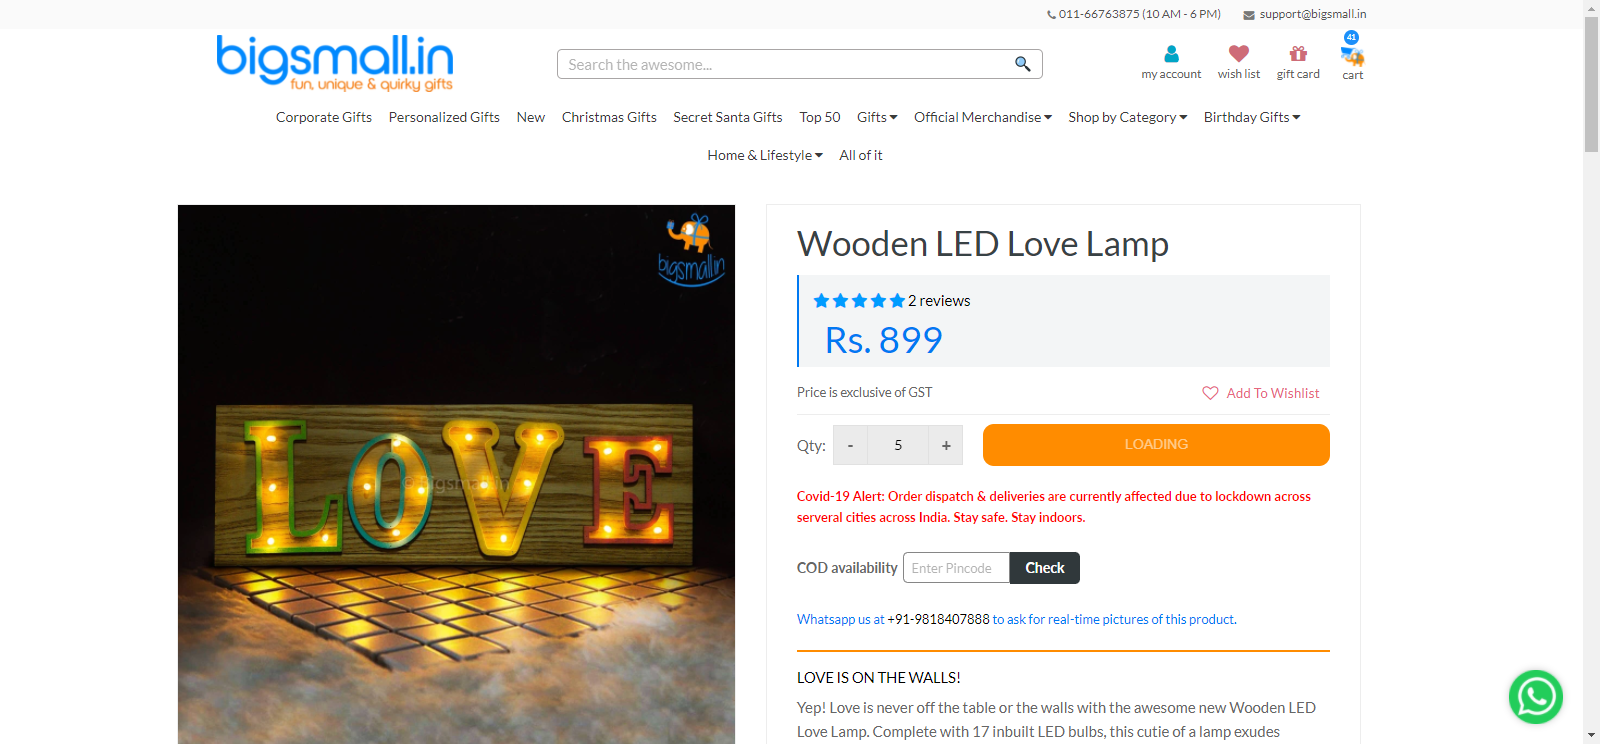 011-66763875 (10 AM - 6 PM) support@bigsmall.in
bigsmall.in
fun, unique & quirky gifts
Search the awesome...
my account
wish list
gift card
41
cart
Corporate Gifts Personalized Gifts New Christmas Gifts Secret Santa Gifts Top 50 Gifts Official Merchandise Shop by Category Birthday Gifts
Home & Lifestyle All of it
bigsmall.in
LOVE
© bigsmall.in
Wooden LED Love Lamp
2 reviews
Rs. 899
Price is exclusive of GST
Add To Wishlist
Qty: - 5 +
LOADING
Covid-19 Alert: Order dispatch & deliveries are currently affected due to lockdown across
serveral cities across India. Stay safe. Stay indoors.
COD availability Enter Pincode Check
Whatsapp us at +91-9818407888 to ask for real-time pictures of this product.
LOVE IS ON THE WALLS!
Yep! Love is never off the table or the walls with the awesome new Wooden LED
Love Lamp. Complete with 17 inbuilt LED bulbs, this cutie of a lamp exudes